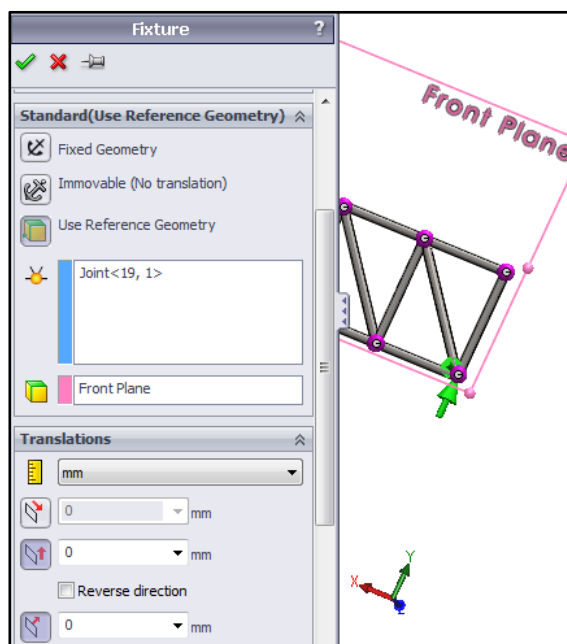 Fixture ?
Standard(Use Reference Geometry)
Fixed Geometry
Immovable (No translation)
Use Reference Geometry
Joint<19, 1>
Front Plane
Translations
mm
0 mm
0 mm
Reverse direction
0 mm
Front Plane
Y
X
Z